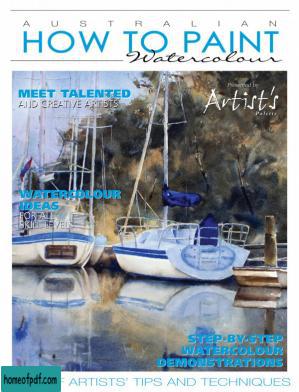 AUSTRALIAN
HOW TO PAINT
Watercolour
Presented by
Artist's
Palette
MEET TALENTED
AND CREATIVE ARTISTS
WATERCOLOUR
IDEAS
FOR ALL
SKILL LEVELS
STEP-BY-STEP
WATERCOLOUR
DEMONSTRATIONS
OF ARTISTS' TIPS AND TECHNIQUES
homeofpdf.com